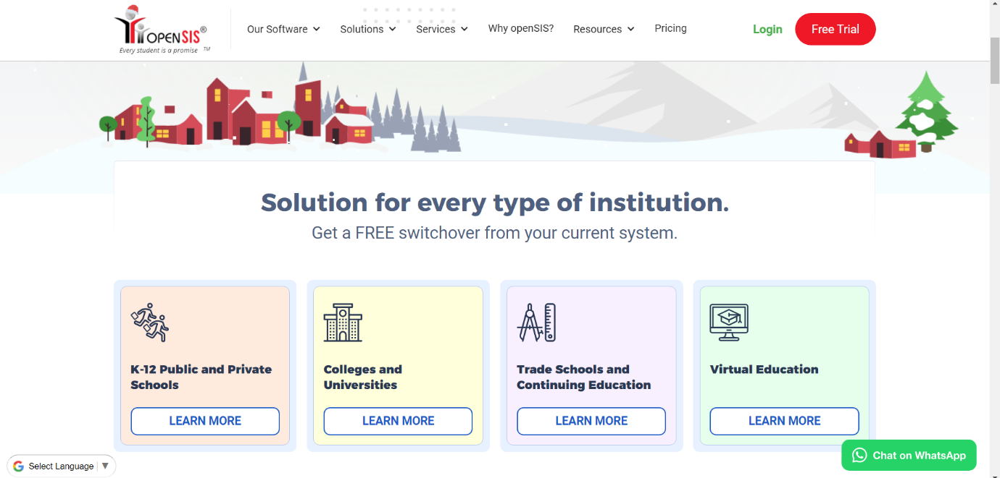 openSIS®
Every student is a promise TM
Our Software
Solutions
Services
Why openSIS?
Resources
Pricing
Login
Free Trial
Solution for every type of institution.
Get a FREE switchover from your current system.
K-12 Public and Private
Schools
LEARN MORE
Colleges and
Universities
LEARN MORE
Trade Schools and
Continuing Education
LEARN MORE
Virtual Education
LEARN MORE
Chat on WhatsApp
G Select Language ▼